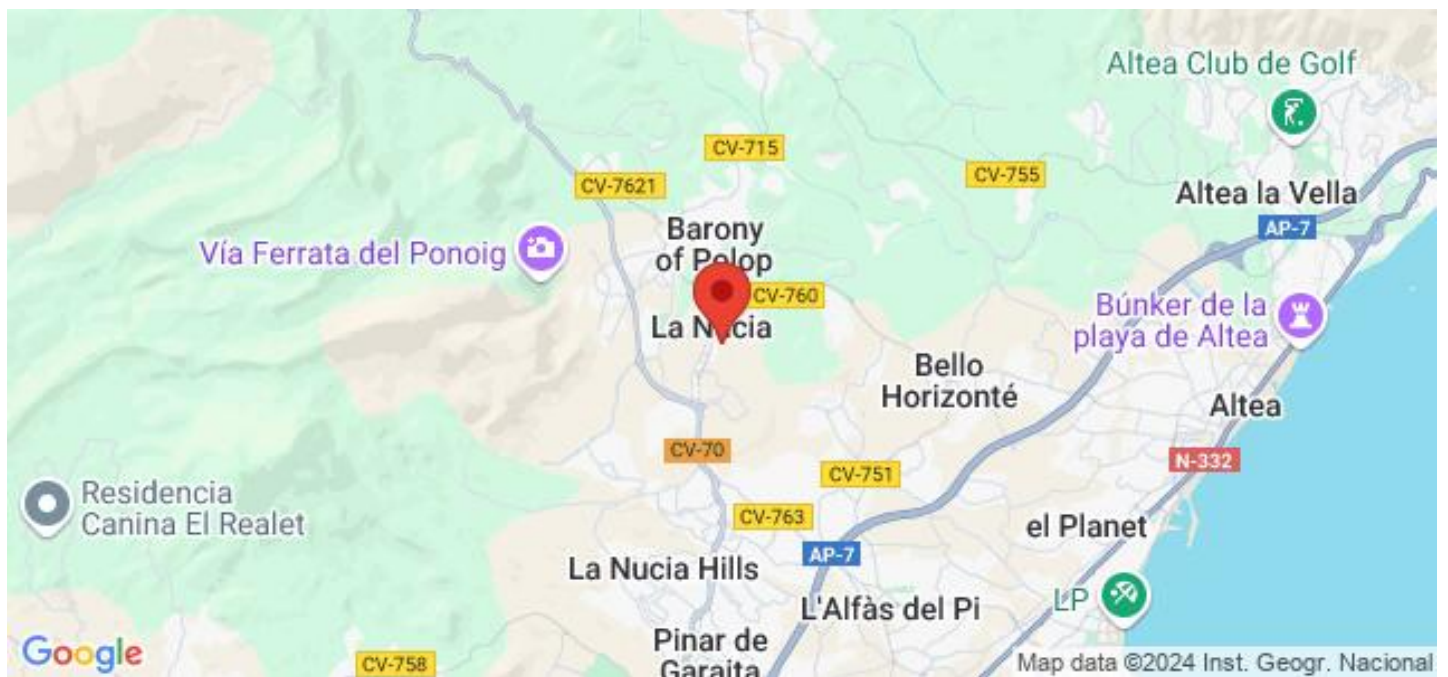 Altea Club de Golf
CV-715
CV-755
CV-7621
Altea la Vella
Barony
of Polop
AP-7
Vía Ferrata del Ponoig
CV-760
Búnker de la
playa de Altea
La Nucia
Bello
Horizonté
Altea
CV-70
N-332
CV-751
Residencia
Canina El Realet
CV-763
el Planet
AP-7
La Nucia Hills
LP
L'Alfàs del Pi
Pinar de
Garaita
Google
CV-758
Map data ©2024 Inst. Geogr. Nacional